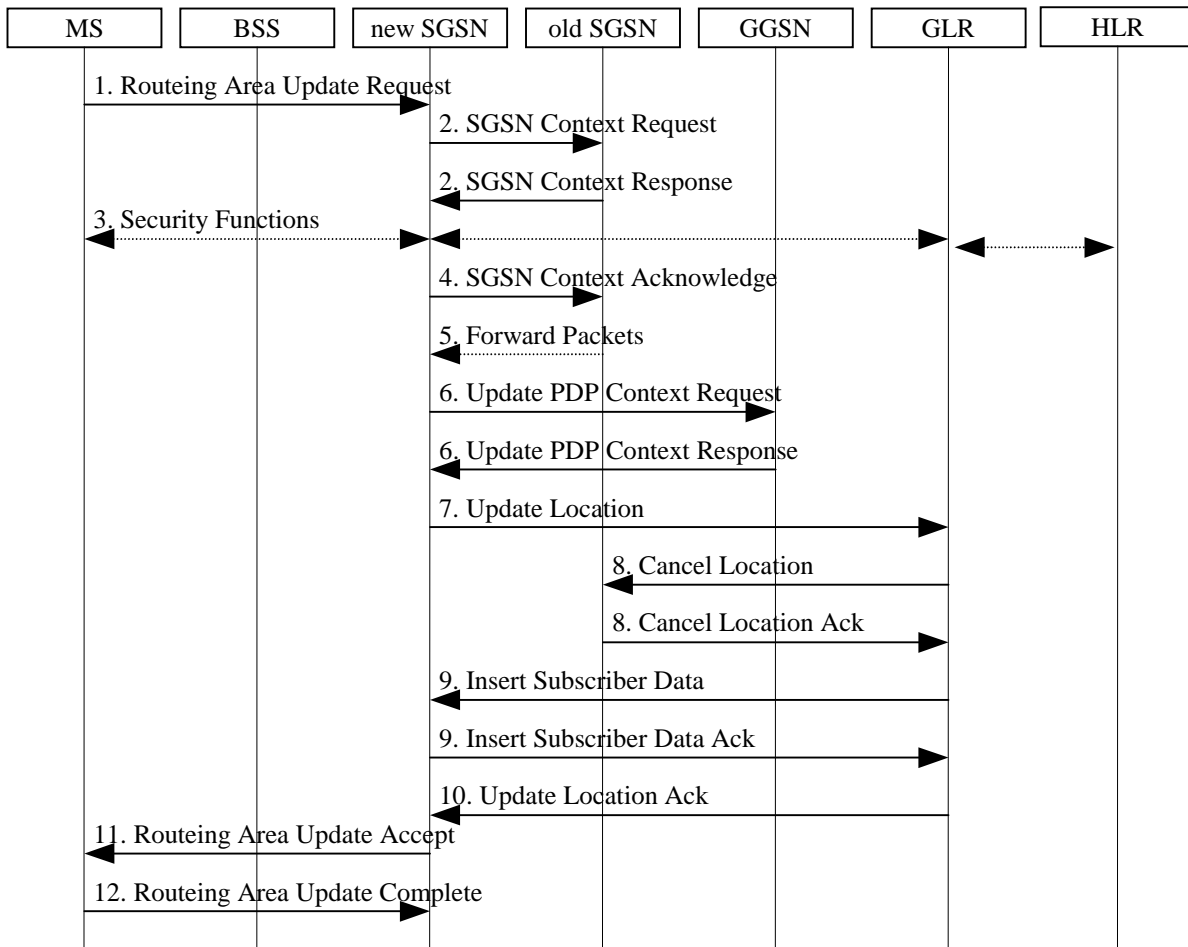 MS BSS new SGSN old SGSN GGSN GLR HLR
1. Routeing Area Update Request
2. SGSN Context Request
2. SGSN Context Response
3. Security Functions
4. SGSN Context Acknowledge
5. Forward Packets
6. Update PDP Context Request
6. Update PDP Context Response
7. Update Location
8. Cancel Location
8. Cancel Location Ack
9. Insert Subscriber Data
9. Insert Subscriber Data Ack
10. Update Location Ack
11. Routeing Area Update Accept
12. Routeing Area Update Complete